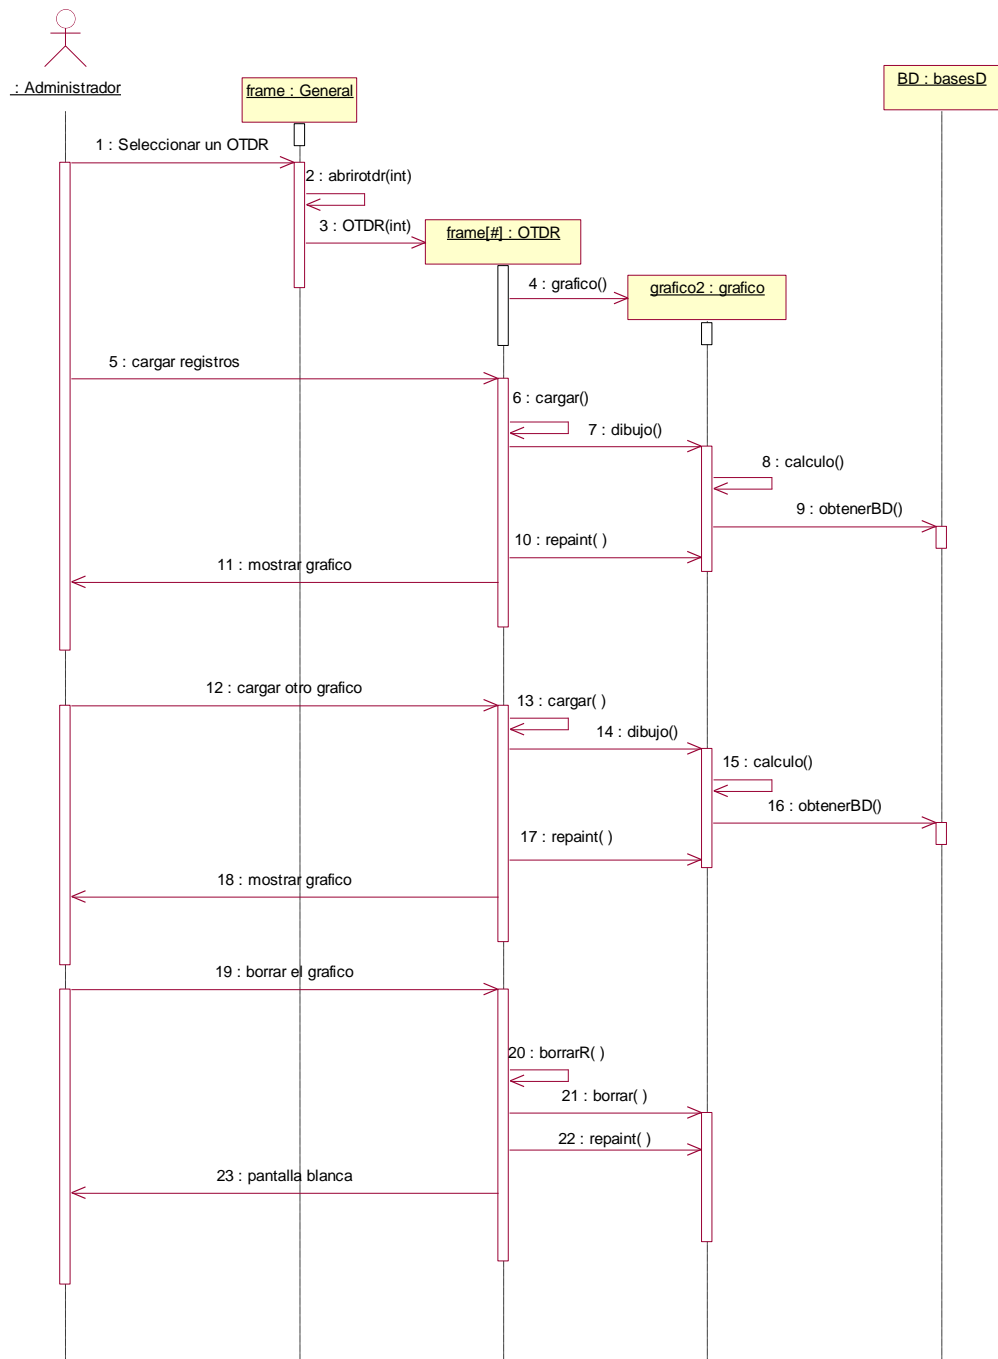 : Administrador
frame : General
BD : basesD
1 : Seleccionar un OTDR
2 : abrirotdr(int)
3 : OTDR(int)
frame[#] : OTDR
4 : grafico()
grafico2 : grafico
5 : cargar registros
6 : cargar()
7 : dibujo()
8 : calculo()
9 : obtenerBD()
10 : repaint( )
11 : mostrar grafico
12 : cargar otro grafico
13 : cargar( )
14 : dibujo()
15 : calculo()
16 : obtenerBD()
17 : repaint( )
18 : mostrar grafico
19 : borrar el grafico
20 : borrarR( )
21 : borrar( )
22 : repaint( )
23 : pantalla blanca